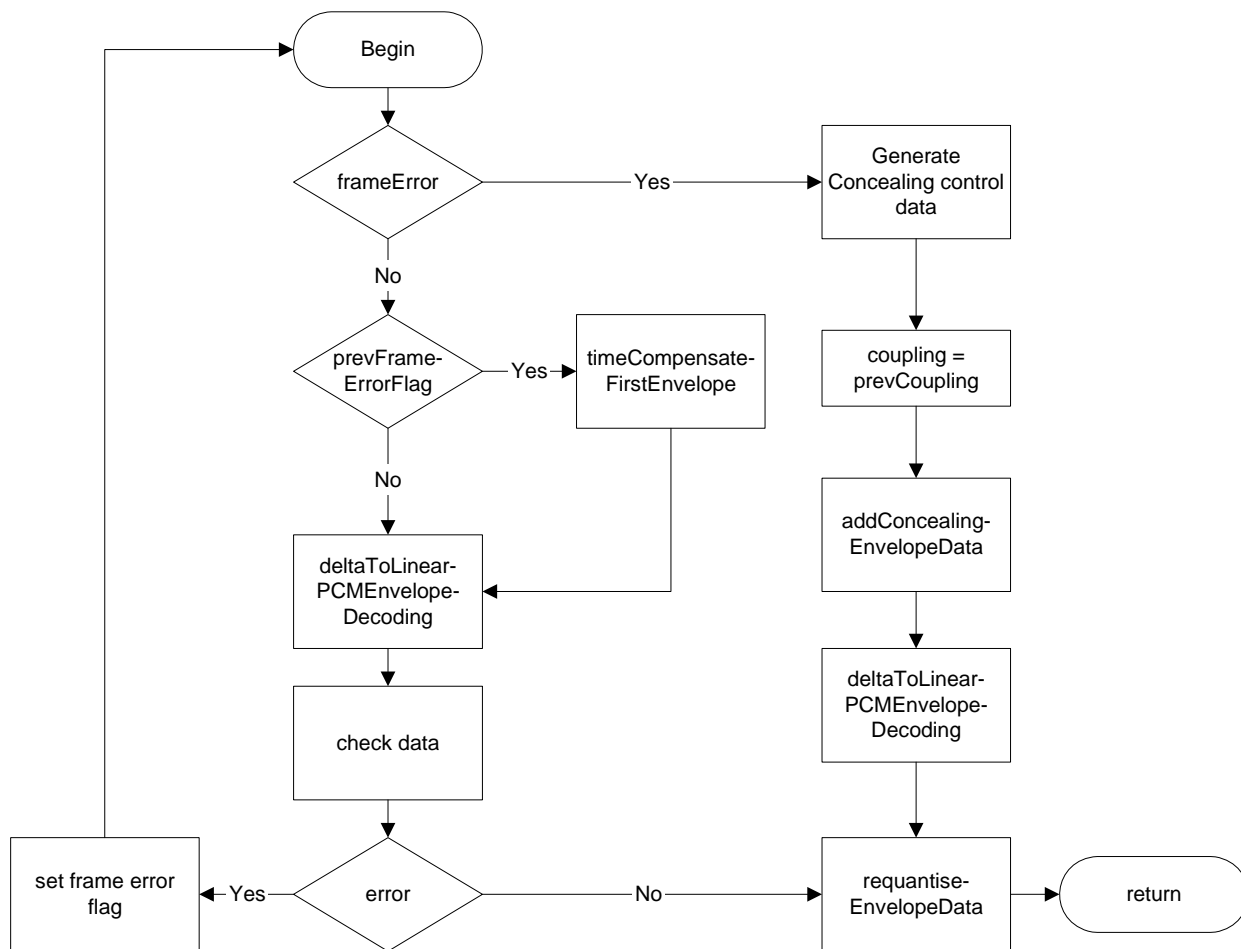 Begin
frameError
Yes
Generate
Concealing control
data
No
prevFrame-
ErrorFlag
Yes
timeCompensate-
FirstEnvelope
coupling =
prevCoupling
No
addConcealing-
EnvelopeData
deltaToLinear-
PCMEnvelope-
Decoding
deltaToLinear-
PCMEnvelope-
Decoding
check data
set frame error
flag
Yes
error
No
requantise-
EnvelopeData
return